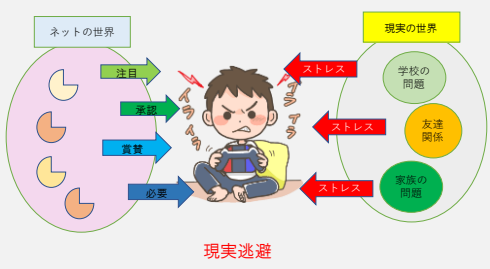 ネットの世界
現実の世界
注目
承認
賞賛
必要
イライラ
イライラ
ストレス
ストレス
ストレス
学校の
問題
友達
関係
家族の
問題
現実逃避